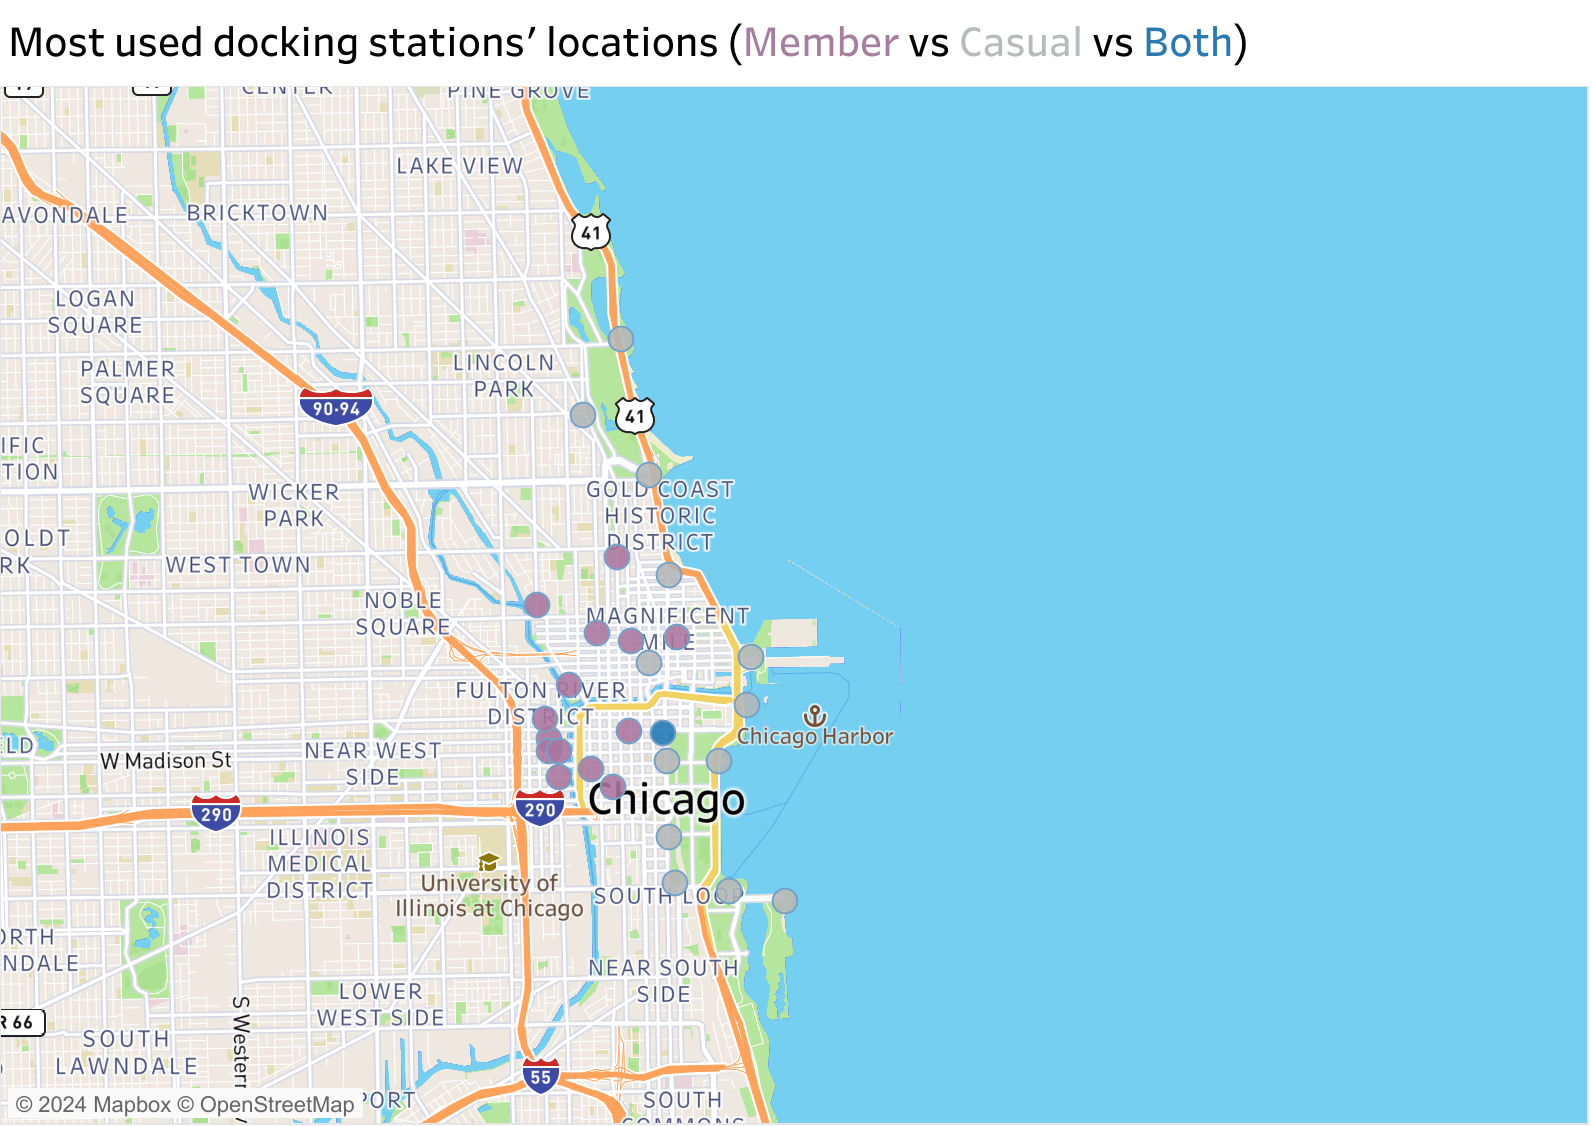 Most used docking stations’ locations (Member vs Casual vs Both)
CENTER
PINE GROVE
LAKE VIEW
AVONDALE
BRICKTOWN
41
LOGAN
SQUARE
LINCOLN
PARK
PALMER
SQUARE
90·94
41
IFIC
TION
WICKER
PARK
GOLD COAST
HISTORIC
DISTRICT
OLDT
RK
WEST TOWN
NOBLE
SQUARE
MAGNIFICENT
MILE
FULTON RIVER
DISTRICT
Chicago Harbor
ELD
W Madison St
NEAR WEST
SIDE
Chicago
290
290
ILLINOIS
MEDICAL
DISTRICT
University of
Illinois at Chicago
SOUTH LOOP
ORTH
NDALE
NEAR SOUTH
SIDE
LOWER
WEST SIDE
S Western
R 66
SOUTH
LAWNDALE
55
PORT
SOUTH
COMMONS
© 2024 Mapbox © OpenStreetMap